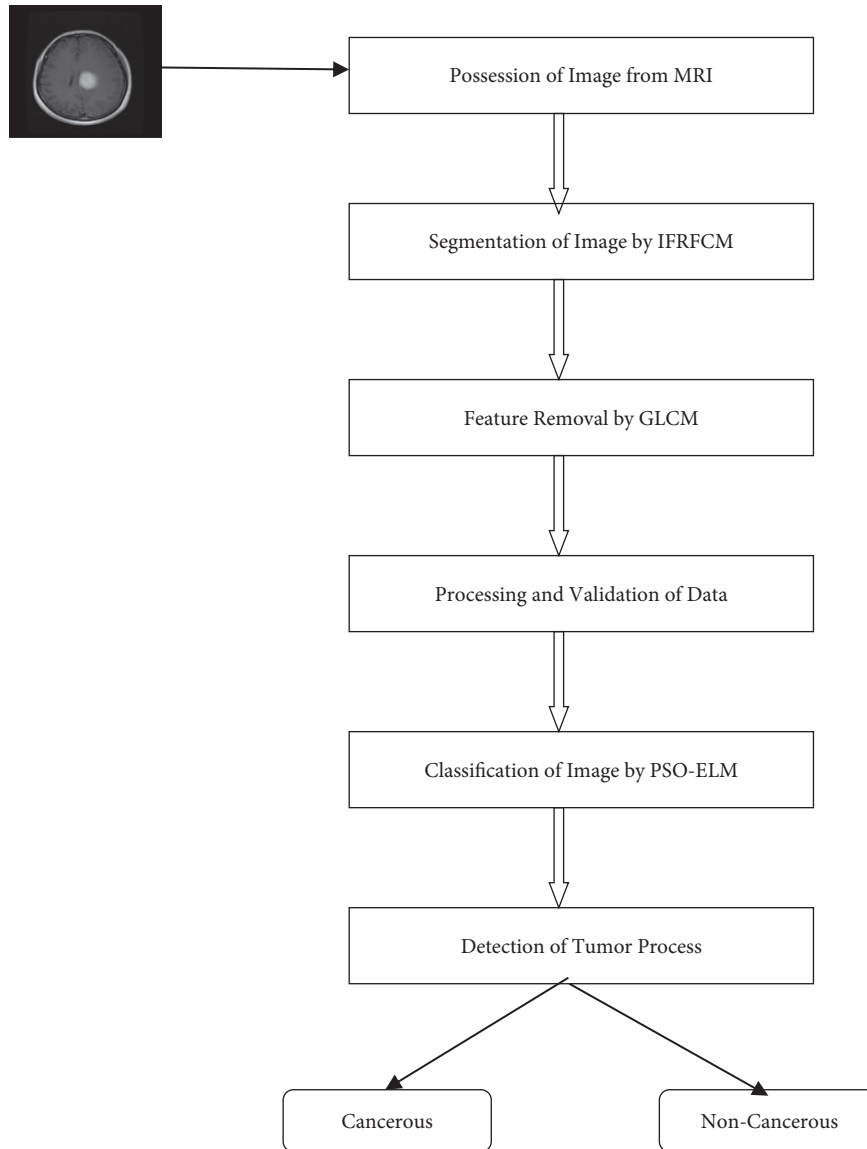 Possession of Image from MRI
Segmentation of Image by IFRFCM
Feature Removal by GLCM
Processing and Validation of Data
Classification of Image by PSO-ELM
Detection of Tumor Process
Cancerous
Non-Cancerous